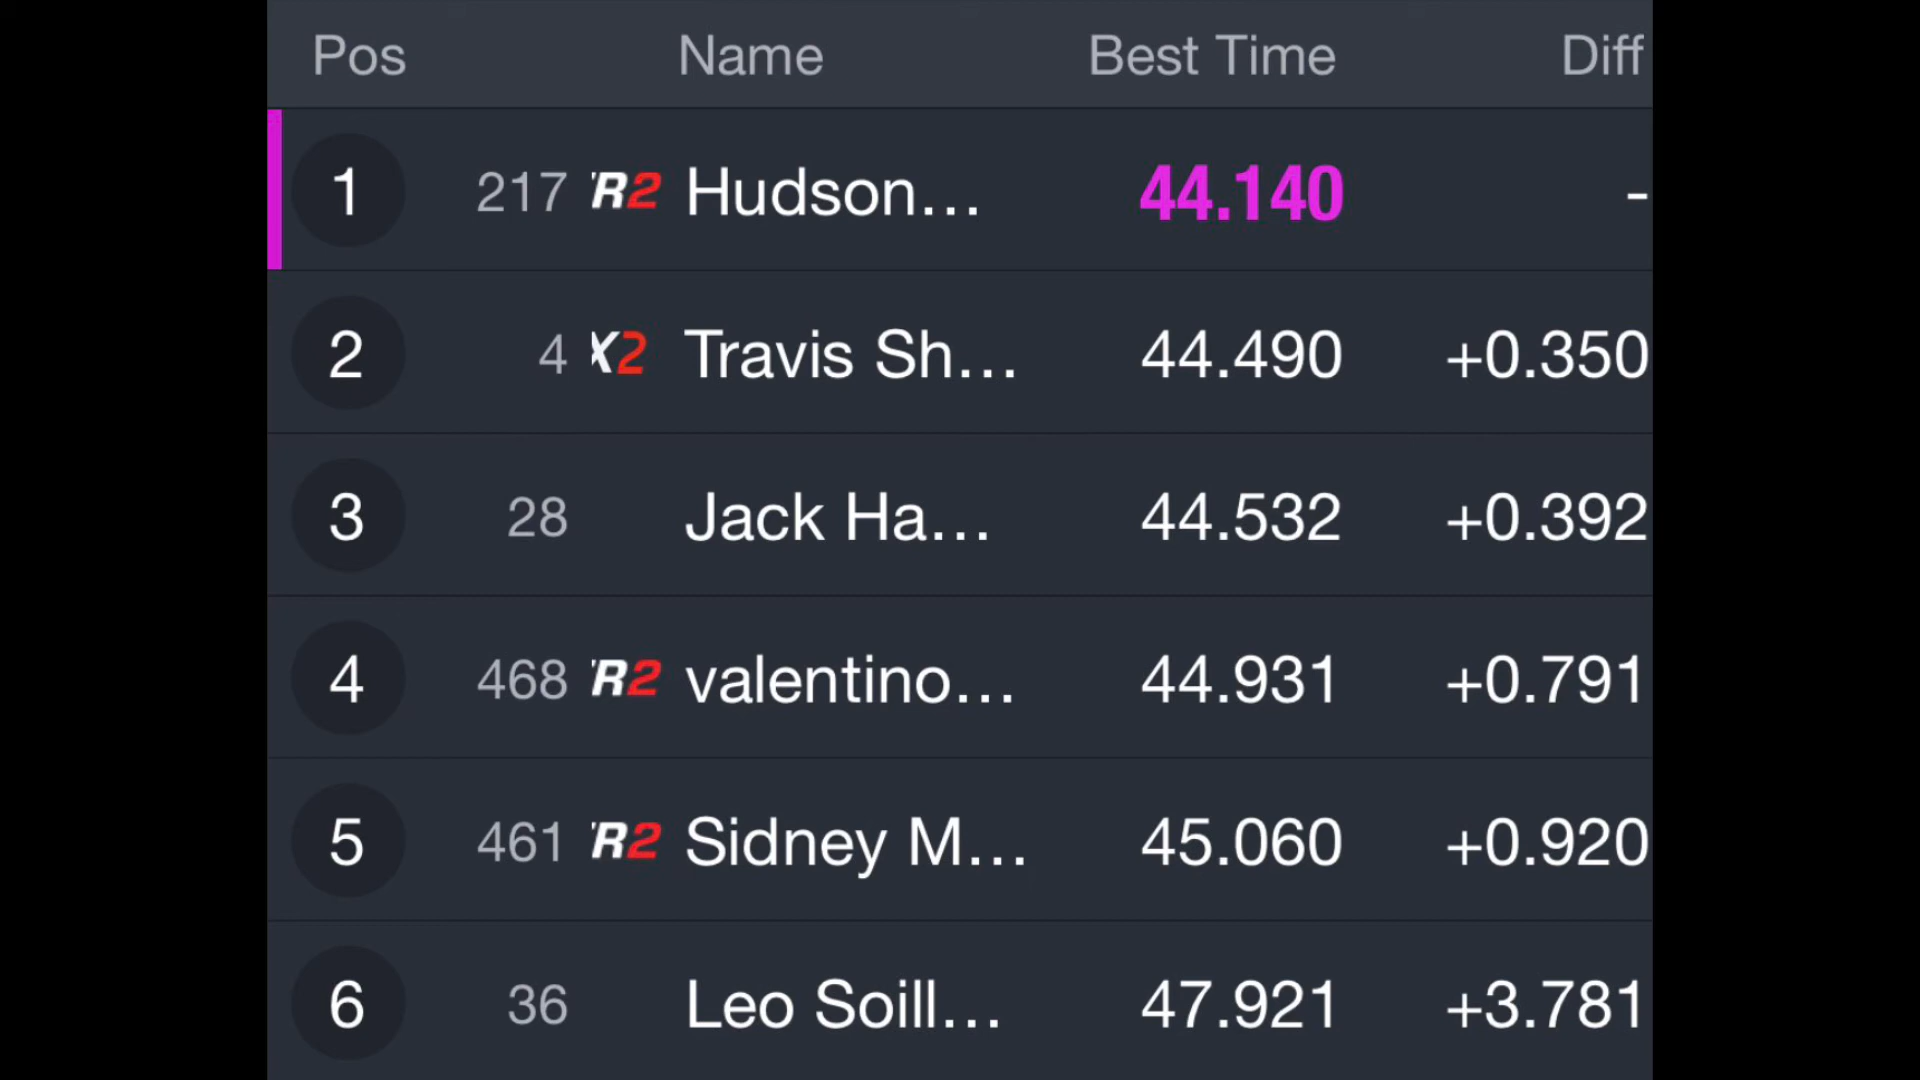 Pos Name Best Time Diff
1 217 R2 Hudson... 44.140 -
2 4 X2 Travis Sh... 44.490 +0.350
3 28 Jack Ha... 44.532 +0.392
4 468 R2 valentino... 44.931 +0.791
5 461 R2 Sidney M... 45.060 +0.920
6 36 Leo Soill... 47.921 +3.781